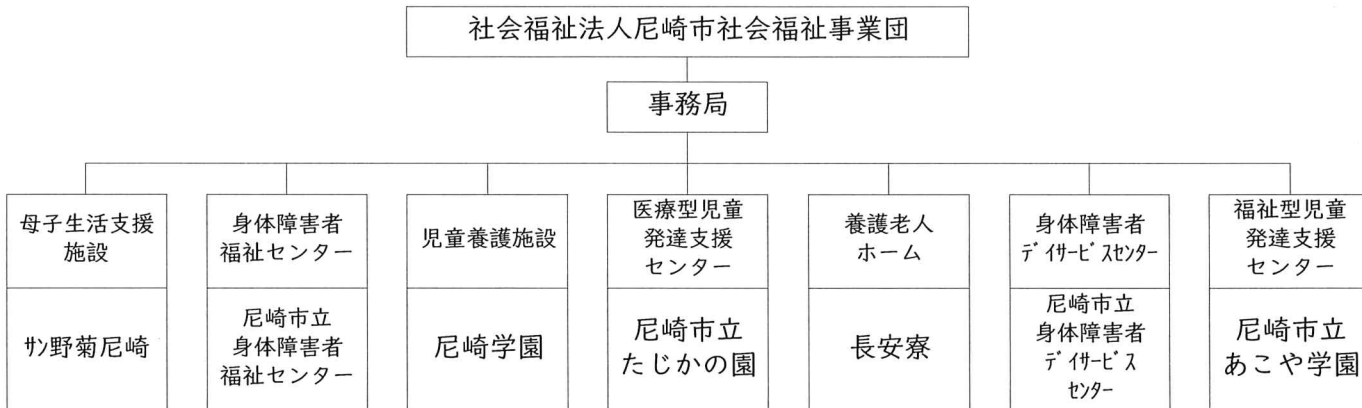 社会福祉法人尼崎市社会福祉事業団
事務局
母子生活支援
施設
サン野菊尼崎
身体障害者
福祉センター
尼崎市立
身体障害者
福祉センター
児童養護施設
尼崎学園
医療型児童
発達支援
センター
尼崎市立
たじかの園
養護老人
ホーム
長安寮
身体障害者
デイサービスセンター
尼崎市立
身体障害者
デイサービス
センター
福祉型児童
発達支援
センター
尼崎市立
あこや学園